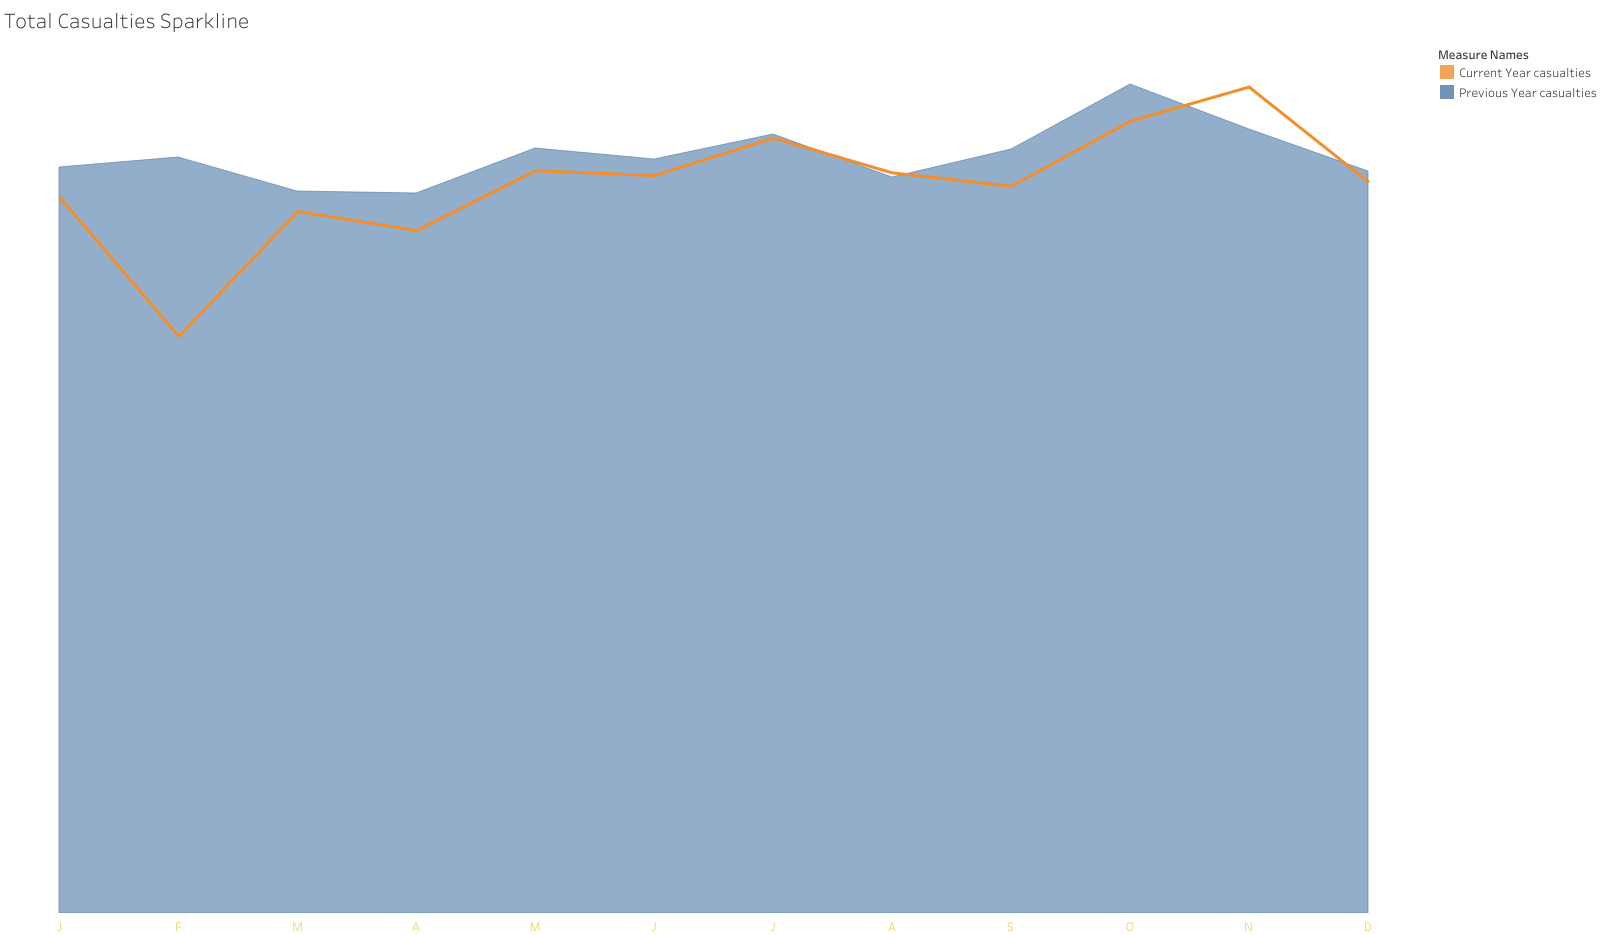 Total Casualties Sparkline
Measure Names
Current Year casualties
Previous Year casualties
J F M A M J J A S O N D